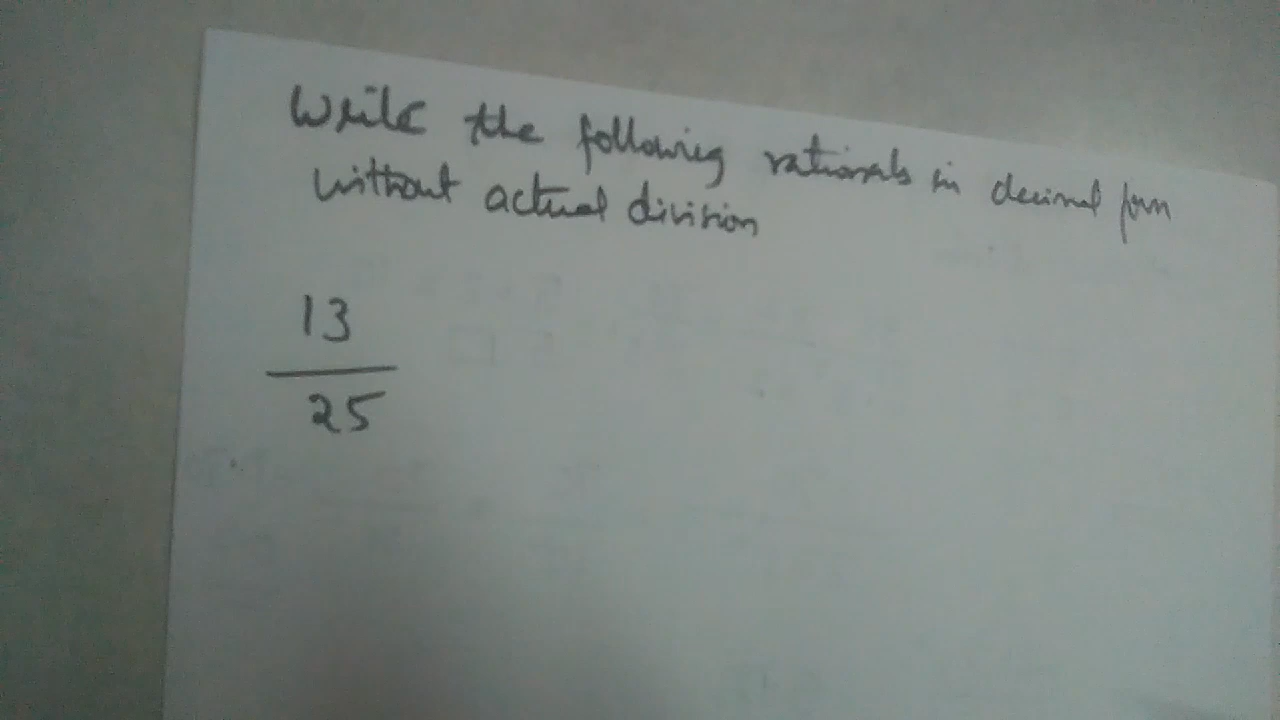 Write the following rationals in decimal form
without actual division
13
25